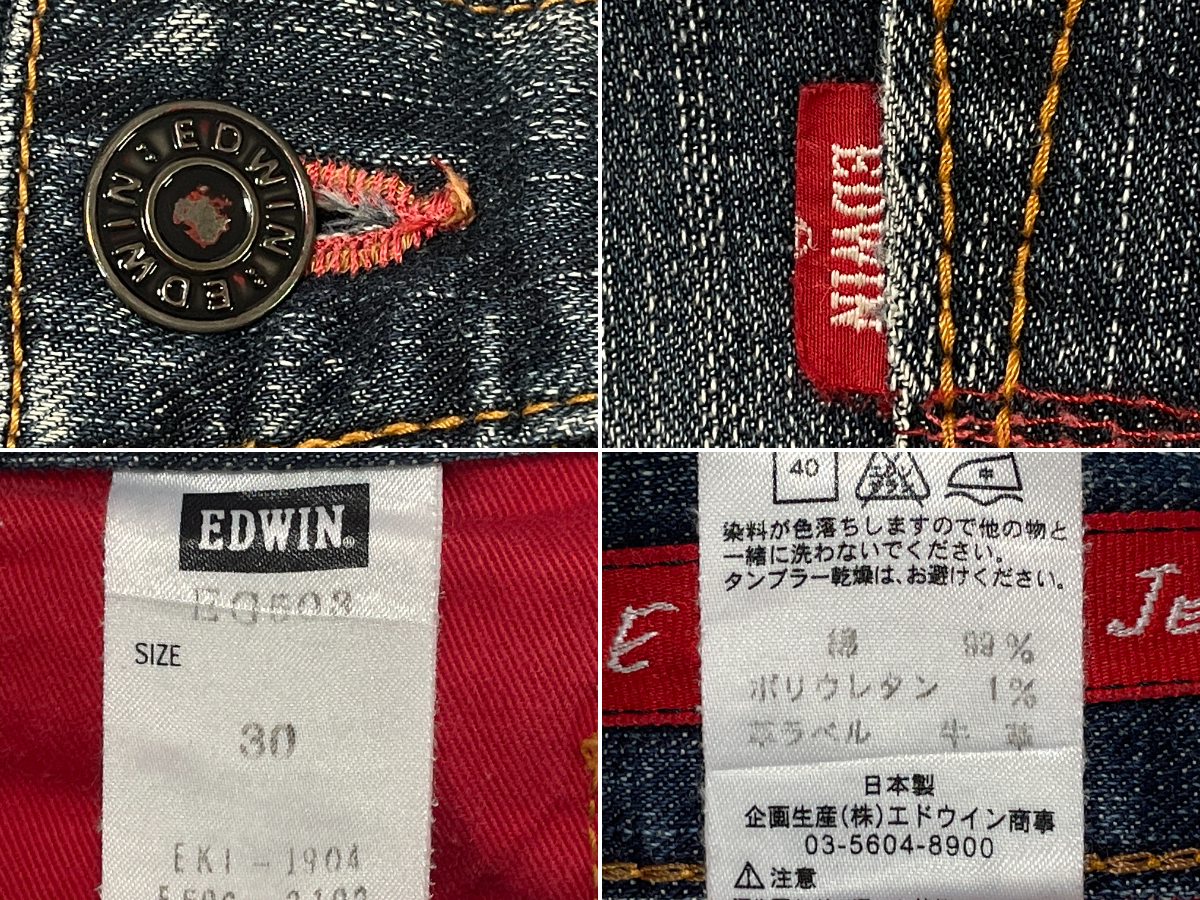 EDWIN EDWIN EDWIN
EDWIN
EDWIN®
EG503
SIZE
30
EK1-1904
40
中
染料が色落ちしますので他の物と
一緒に洗わないでください。
タンブラー乾燥は、お避けください。
綿 99%
ポリウレタン 1%
革ラベル 牛 革
日本製
企画生産(株)エドウイン商事
03-5604-8900
⚠注意
E
JE